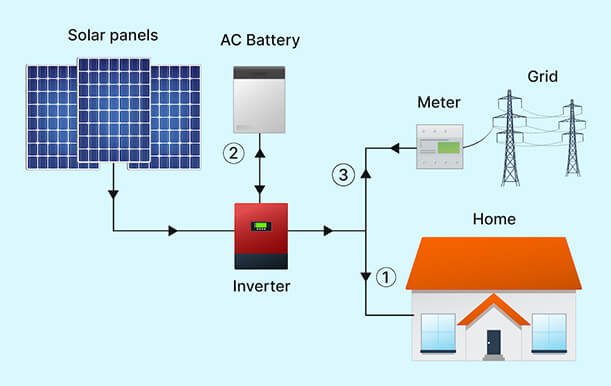 Solar panels
AC Battery
Grid
Meter
2
3
Home
1
Inverter